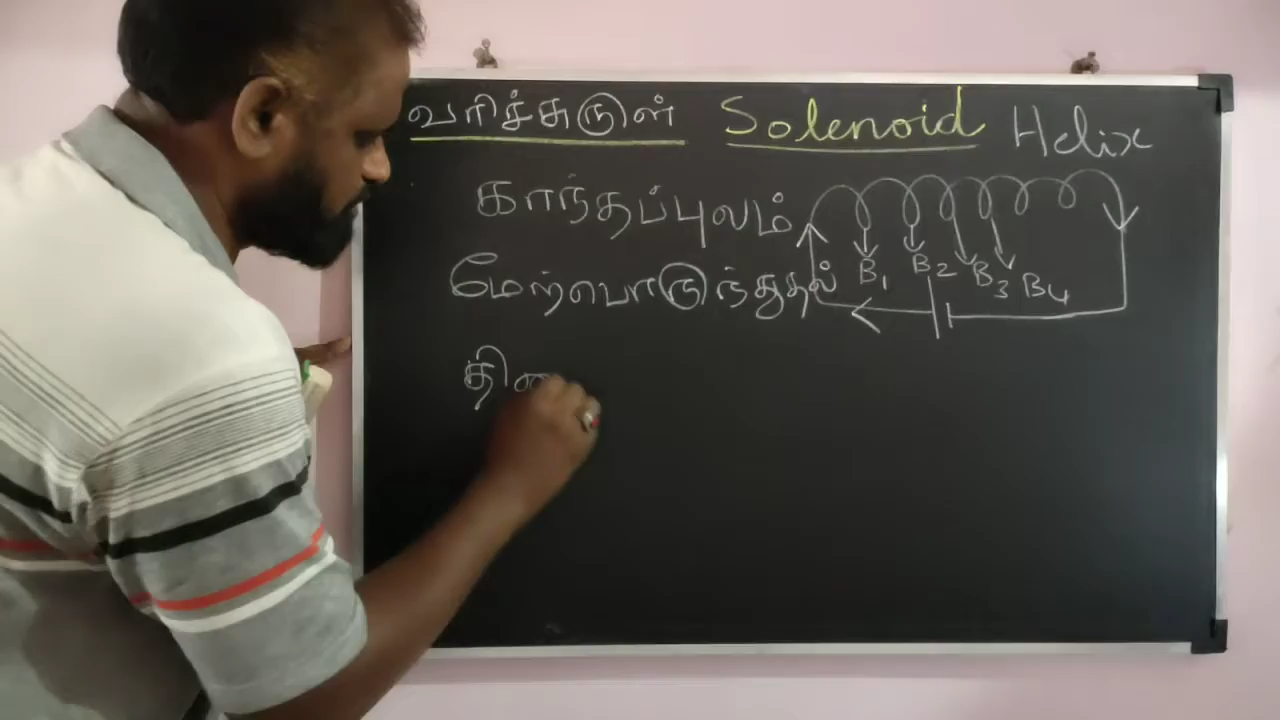 வரிச்சுருள் Solenoid Helix
காந்தப்புலம்
மேற்பொருந்துதல்
B1 B2 B3 B4